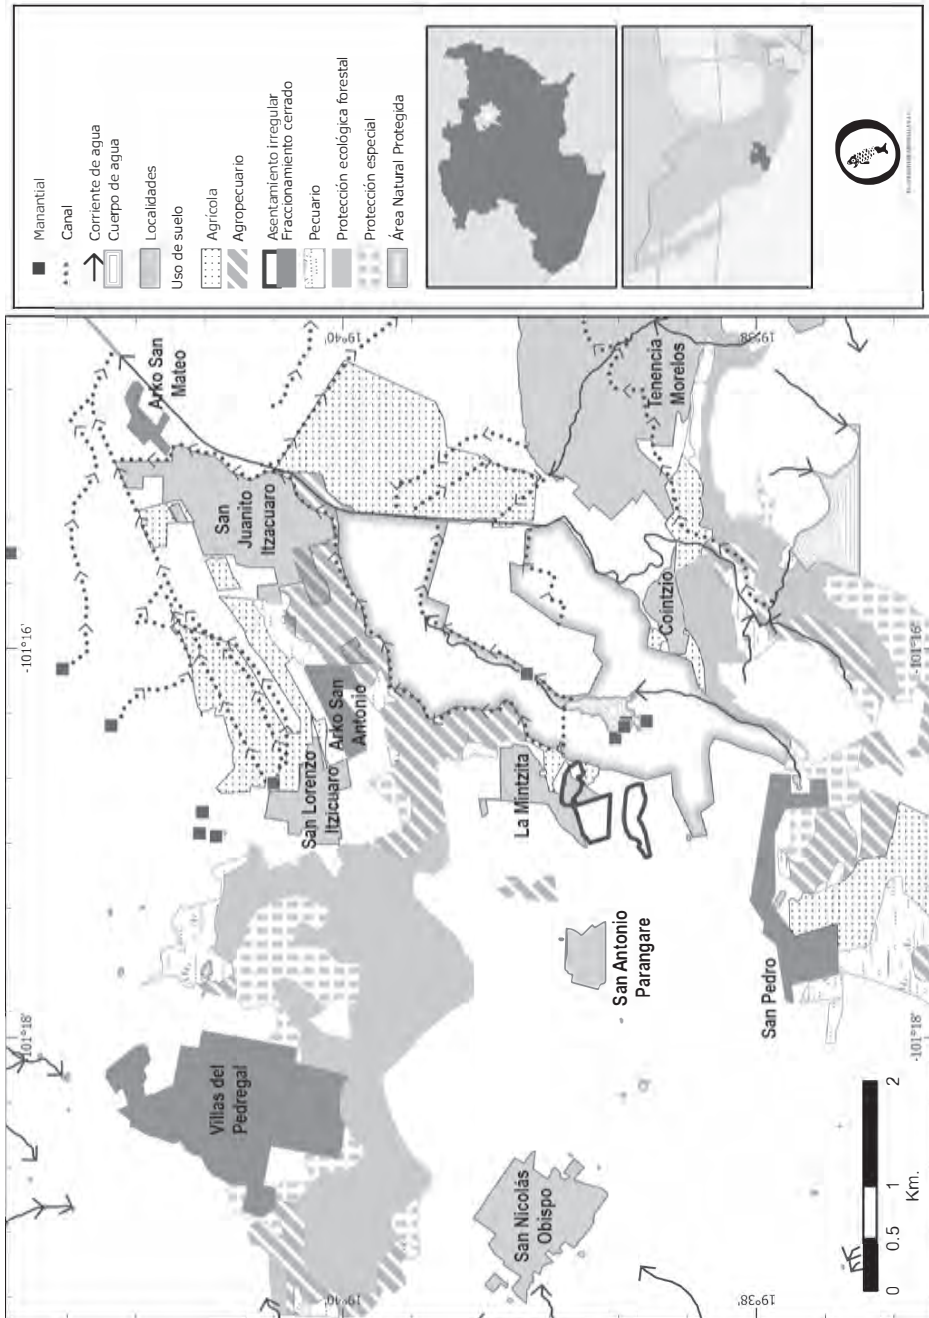 Manantial
Canal
Corriente de agua
Cuerpo de agua
Localidades
Uso de suelo
Agrícola
Agropecuario
Asentamiento irregular
Fraccionamiento cerrado
Pecuario
Protección ecológica forestal
Protección especial
Área Natural Protegida
-101°18'
-101°16'
19°40'
19°38'
Arko San
Mateo
San
Juanito
Itzacuaro
Tenencia
Morelos
Cointzio
Arko San
Antonio
San Lorenzo
Itzicuaro
La Mintzita
San Antonio
Parangare
San Pedro
Villas del
Pedregal
San Nicolás
Obispo
19°40'
19°38'
-101°18'
-101°16'
0
0.5
1
2
Km.